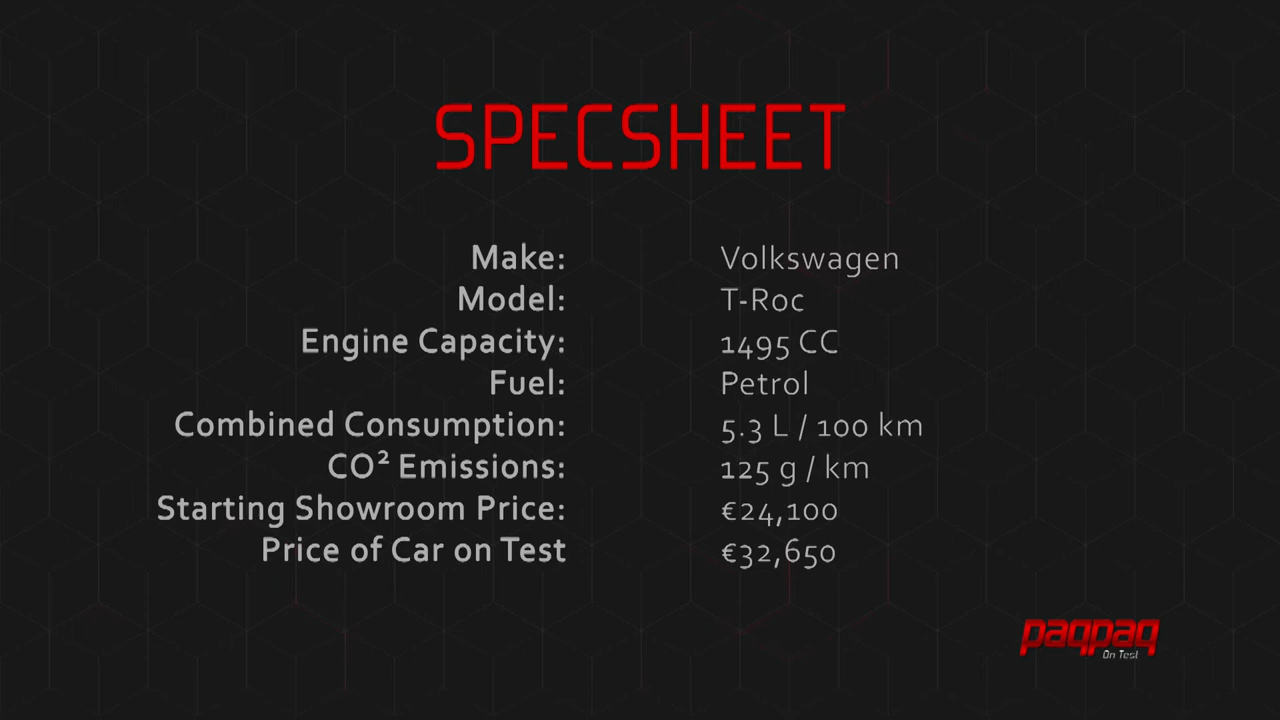 SPECSHEET
Make: Volkswagen
Model: T-Roc
Engine Capacity: 1495 CC
Fuel: Petrol
Combined Consumption: 5.3 L / 100 km
CO² Emissions: 125 g / km
Starting Showroom Price: €24,100
Price of Car on Test €32,650
paqpaq
On Test